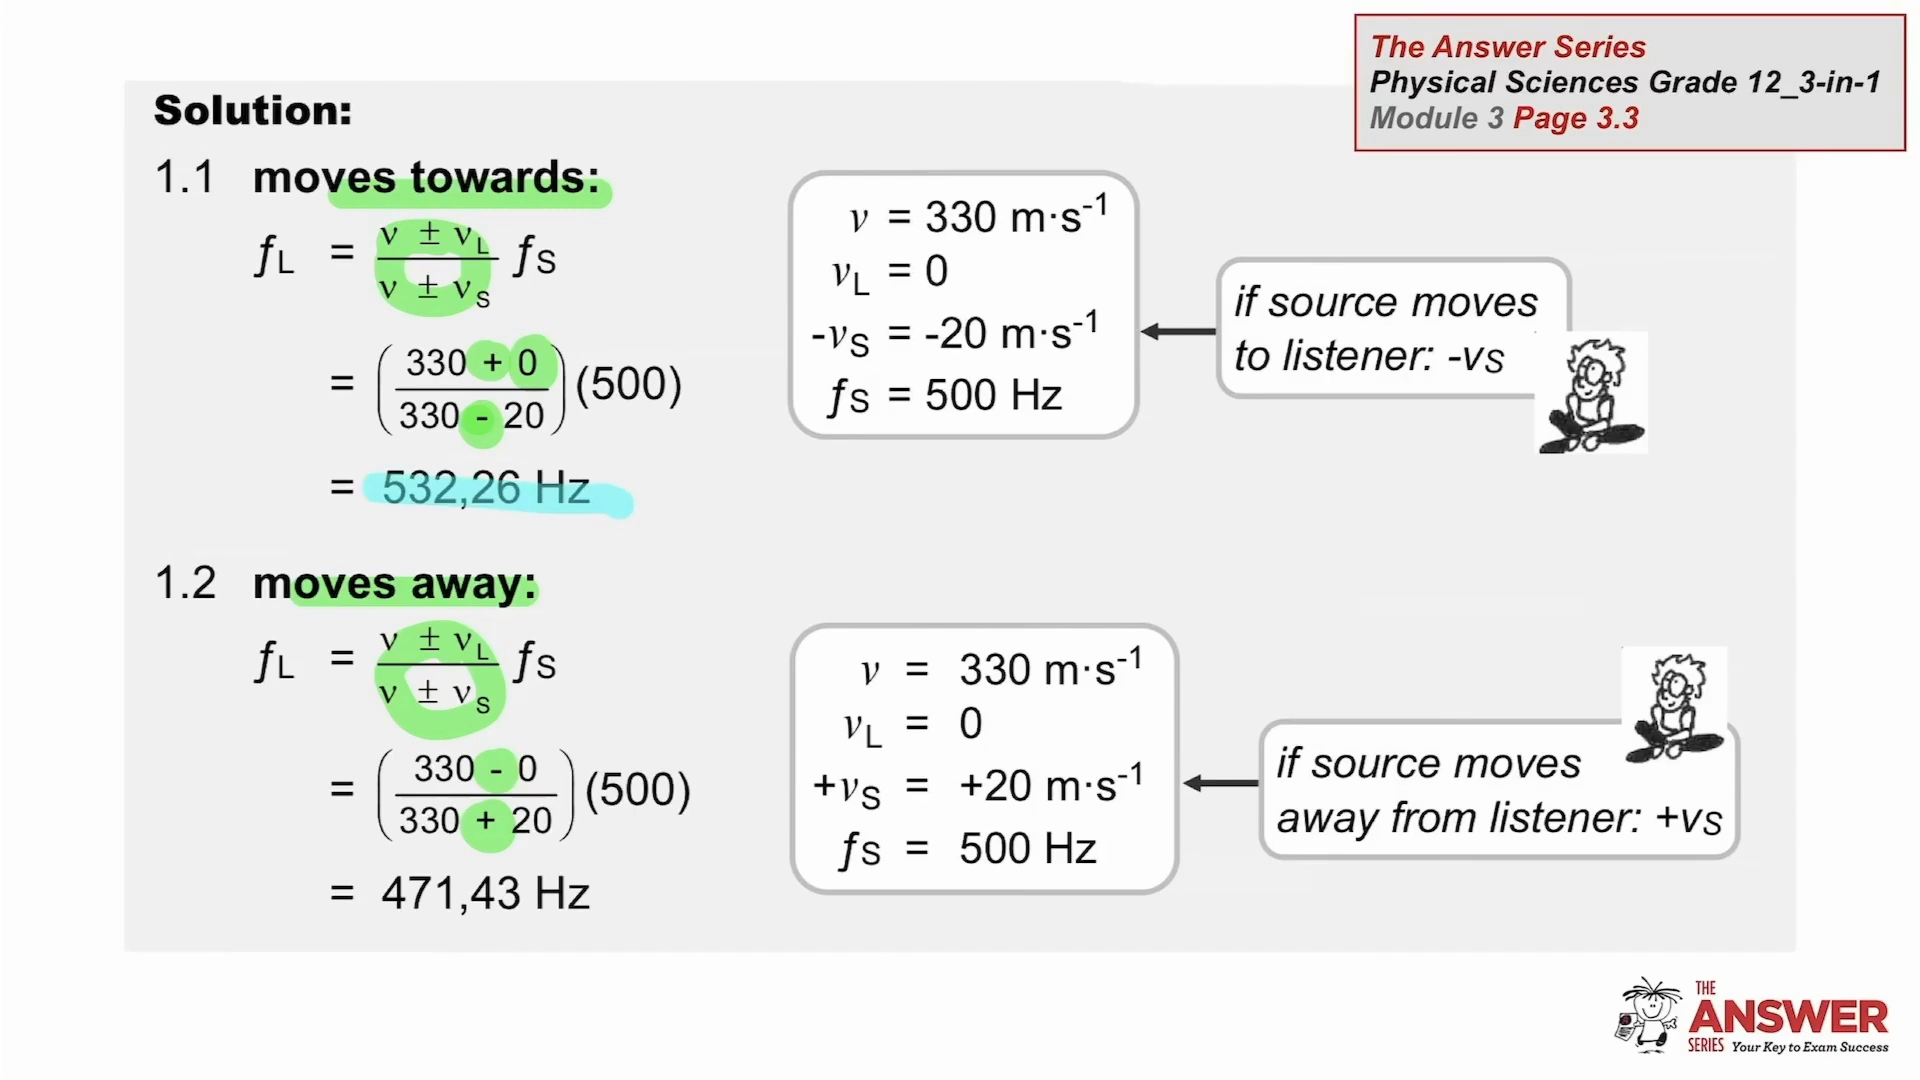 The Answer Series
Physical Sciences Grade 12_3-in-1
Module 3 Page 3.3
Solution:
1.1 moves towards:
fL = (v ± vL)/(v ± vS) fS
= ((330 + 0)/(330 - 20)) (500)
= 532,26 Hz
v = 330 m·s⁻¹
vL = 0
-vS = -20 m·s⁻¹
fS = 500 Hz
if source moves
to listener: -vS
1.2 moves away:
fL = (v ± vL)/(v ± vS) fS
= ((330 - 0)/(330 + 20)) (500)
= 471,43 Hz
v = 330 m·s⁻¹
vL = 0
+vS = +20 m·s⁻¹
fS = 500 Hz
if source moves
away from listener: +vS
THE
ANSWER
SERIES Your Key to Exam Success